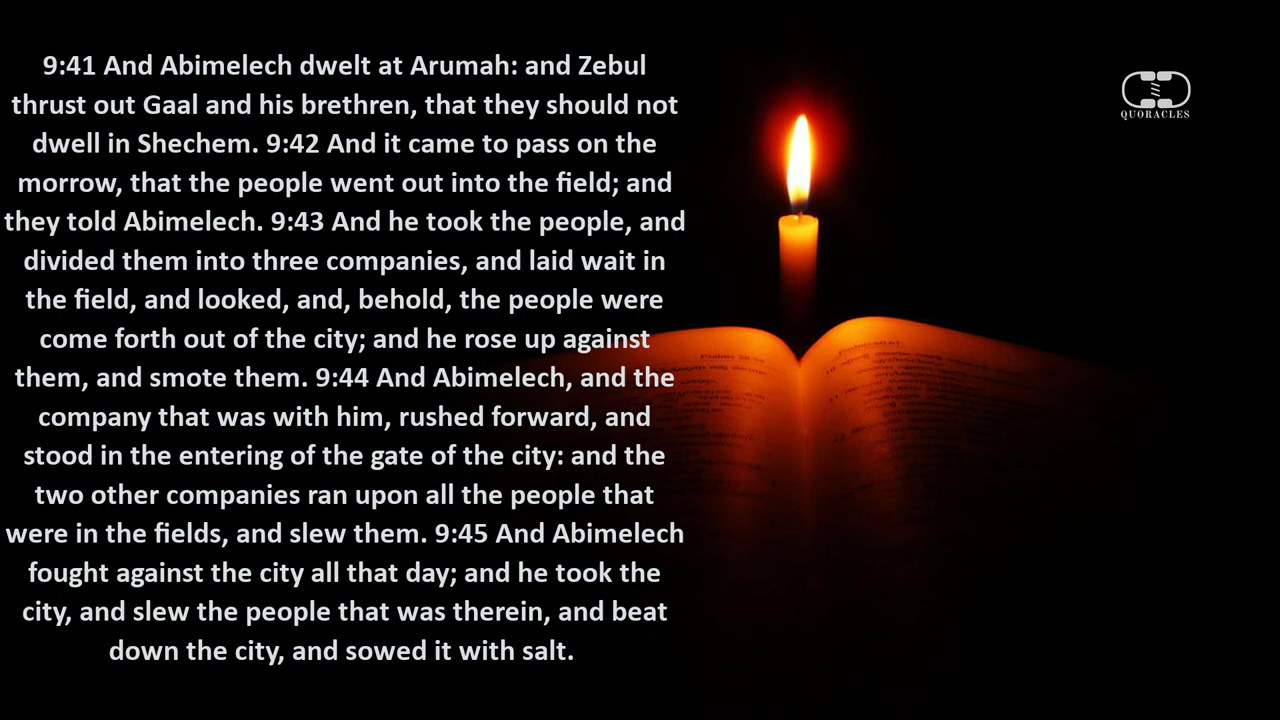 9:41 And Abimelech dwelt at Arumah: and Zebul
thrust out Gaal and his brethren, that they should not
dwell in Shechem. 9:42 And it came to pass on the
morrow, that the people went out into the field; and
they told Abimelech. 9:43 And he took the people, and
divided them into three companies, and laid wait in
the field, and looked, and, behold, the people were
come forth out of the city; and he rose up against
them, and smote them. 9:44 And Abimelech, and the
company that was with him, rushed forward, and
stood in the entering of the gate of the city: and the
two other companies ran upon all the people that
were in the fields, and slew them. 9:45 And Abimelech
fought against the city all that day; and he took the
city, and slew the people that was therein, and beat
down the city, and sowed it with salt.
QUORACLES